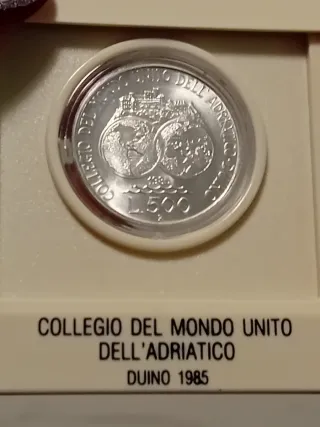 COLLEGIO DEL MONDO UNITO DELL'ADRIATICO
L.500
R
COLLEGIO DEL MONDO UNITO
DELL'ADRIATICO
DUINO 1985